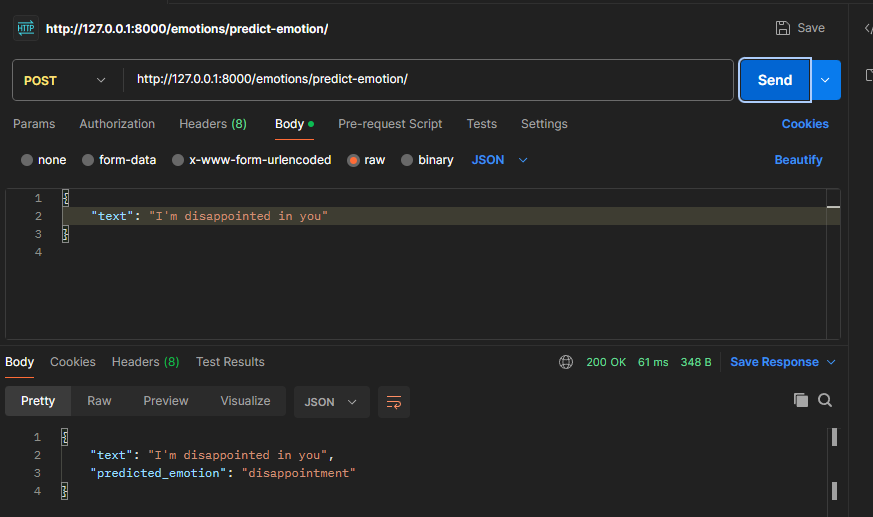 HTTP http://127.0.0.1:8000/emotions/predict-emotion/ Save
POST http://127.0.0.1:8000/emotions/predict-emotion/ Send
Params Authorization Headers (8) Body Pre-request Script Tests Settings Cookies
none form-data x-www-form-urlencoded raw binary JSON Beautify
1 {
2 "text": "I'm disappointed in you"
3 }
4
Body Cookies Headers (8) Test Results 200 OK 61 ms 348 B Save Response
Pretty Raw Preview Visualize JSON
1 {
2 "text": "I'm disappointed in you",
3 "predicted_emotion": "disappointment"
4 }